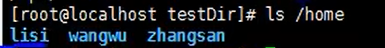 [root@localhost testDir]# ls /home
lisi  wangwu  zhangsan